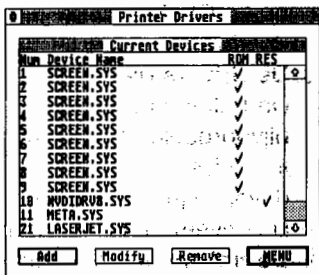 Printer Drivers
Current Devices
Num Device Name ROM RES
1 SCREEN.SYS ✓
2 SCREEN.SYS ✓
3 SCREEN.SYS ✓
4 SCREEN.SYS ✓
5 SCREEN.SYS ✓
6 SCREEN.SYS ✓
7 SCREEN.SYS ✓
8 SCREEN.SYS ✓
9 SCREEN.SYS ✓
10 NVDIDRV8.SYS ✓
11 META.SYS
21 LASERJET.SYS
Add Modify Remove MENU